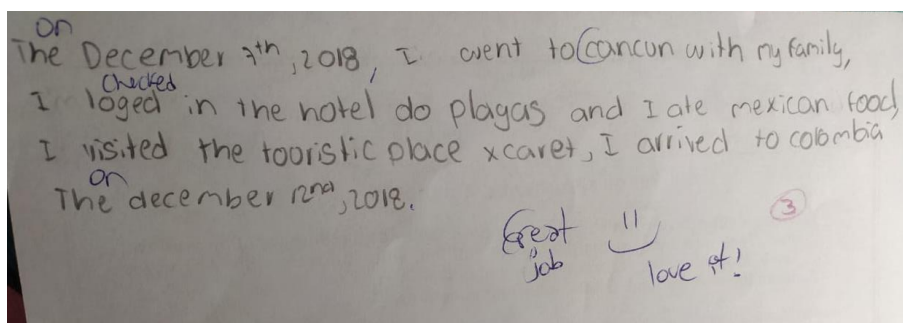 On
The December 7th, 2018, I went to Cancun with my family,
Checked
I loged in the hotel do playas and I ate mexican food,
I visited the tooristic place xcaret, I arrived to colombia
On
The december 12nd, 2018.
3
Great
job
love it!